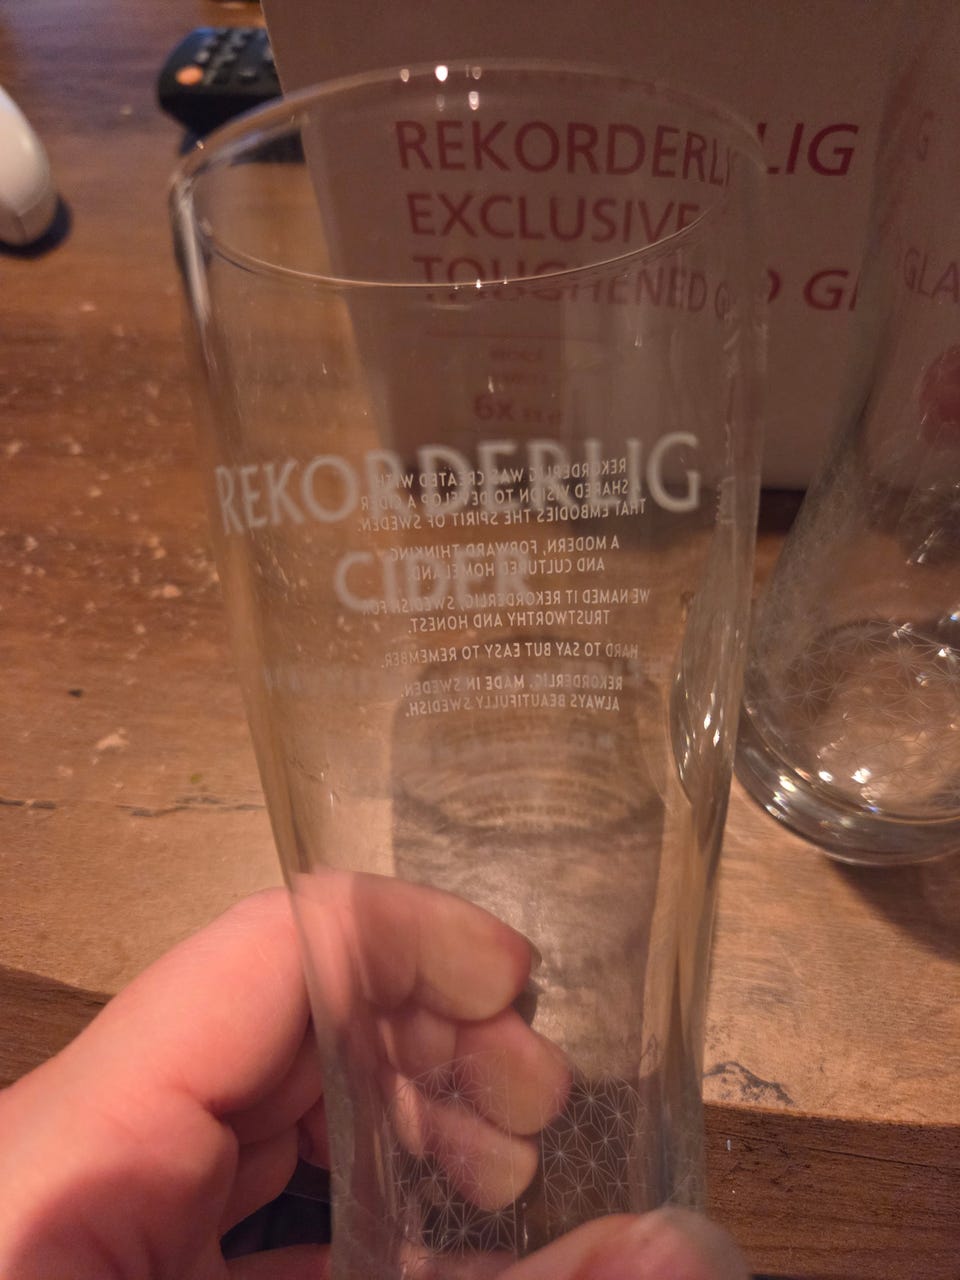 REKORDERLIG
EXCLUSIVE
TOUGHENED
6X
REKORDERLIG
CIDER
REKORDERLIG WAS CREATED WITH
SHARED VISION TO DEVELOP A CIDER
THAT EMBODIES THE SPIRIT OF SWEDEN.
A MODERN, FORWARD THINKING
AND CULTURED HOMELAND.
WE NAMED IT REKORDERLIG, SWEDISH FOR
TRUSTWORTHY AND HONEST.
HARD TO SAY BUT EASY TO REMEMBER.
REKORDERLIG. MADE IN SWEDEN.
ALWAYS BEAUTIFULLY SWEDISH.